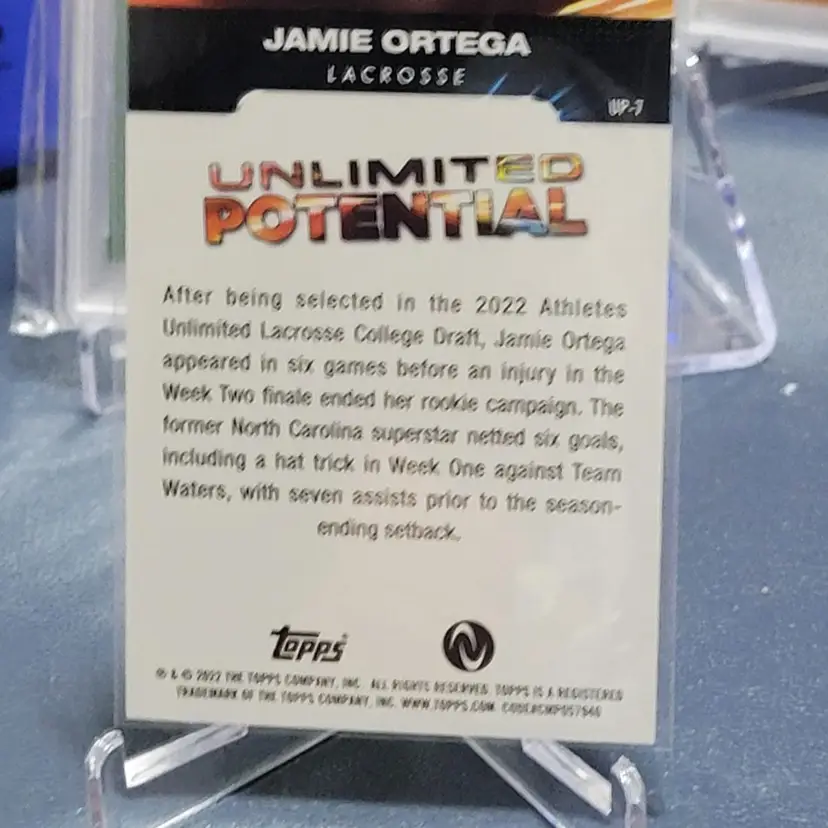 JAMIE ORTEGA
LACROSSE
UP-7
UNLIMITED
POTENTIAL
After being selected in the 2022 Athletes
Unlimited Lacrosse College Draft, Jamie Ortega
appeared in six games before an injury in the
Week Two finale ended her rookie campaign. The
former North Carolina superstar netted six goals,
including a hat trick in Week One against Team
Waters, with seven assists prior to the season-
ending setback.
Topps
® & © 2022 THE TOPPS COMPANY, INC. ALL RIGHTS RESERVED. TOPPS IS A REGISTERED
TRADEMARK OF THE TOPPS COMPANY, INC. WWW.TOPPS.COM